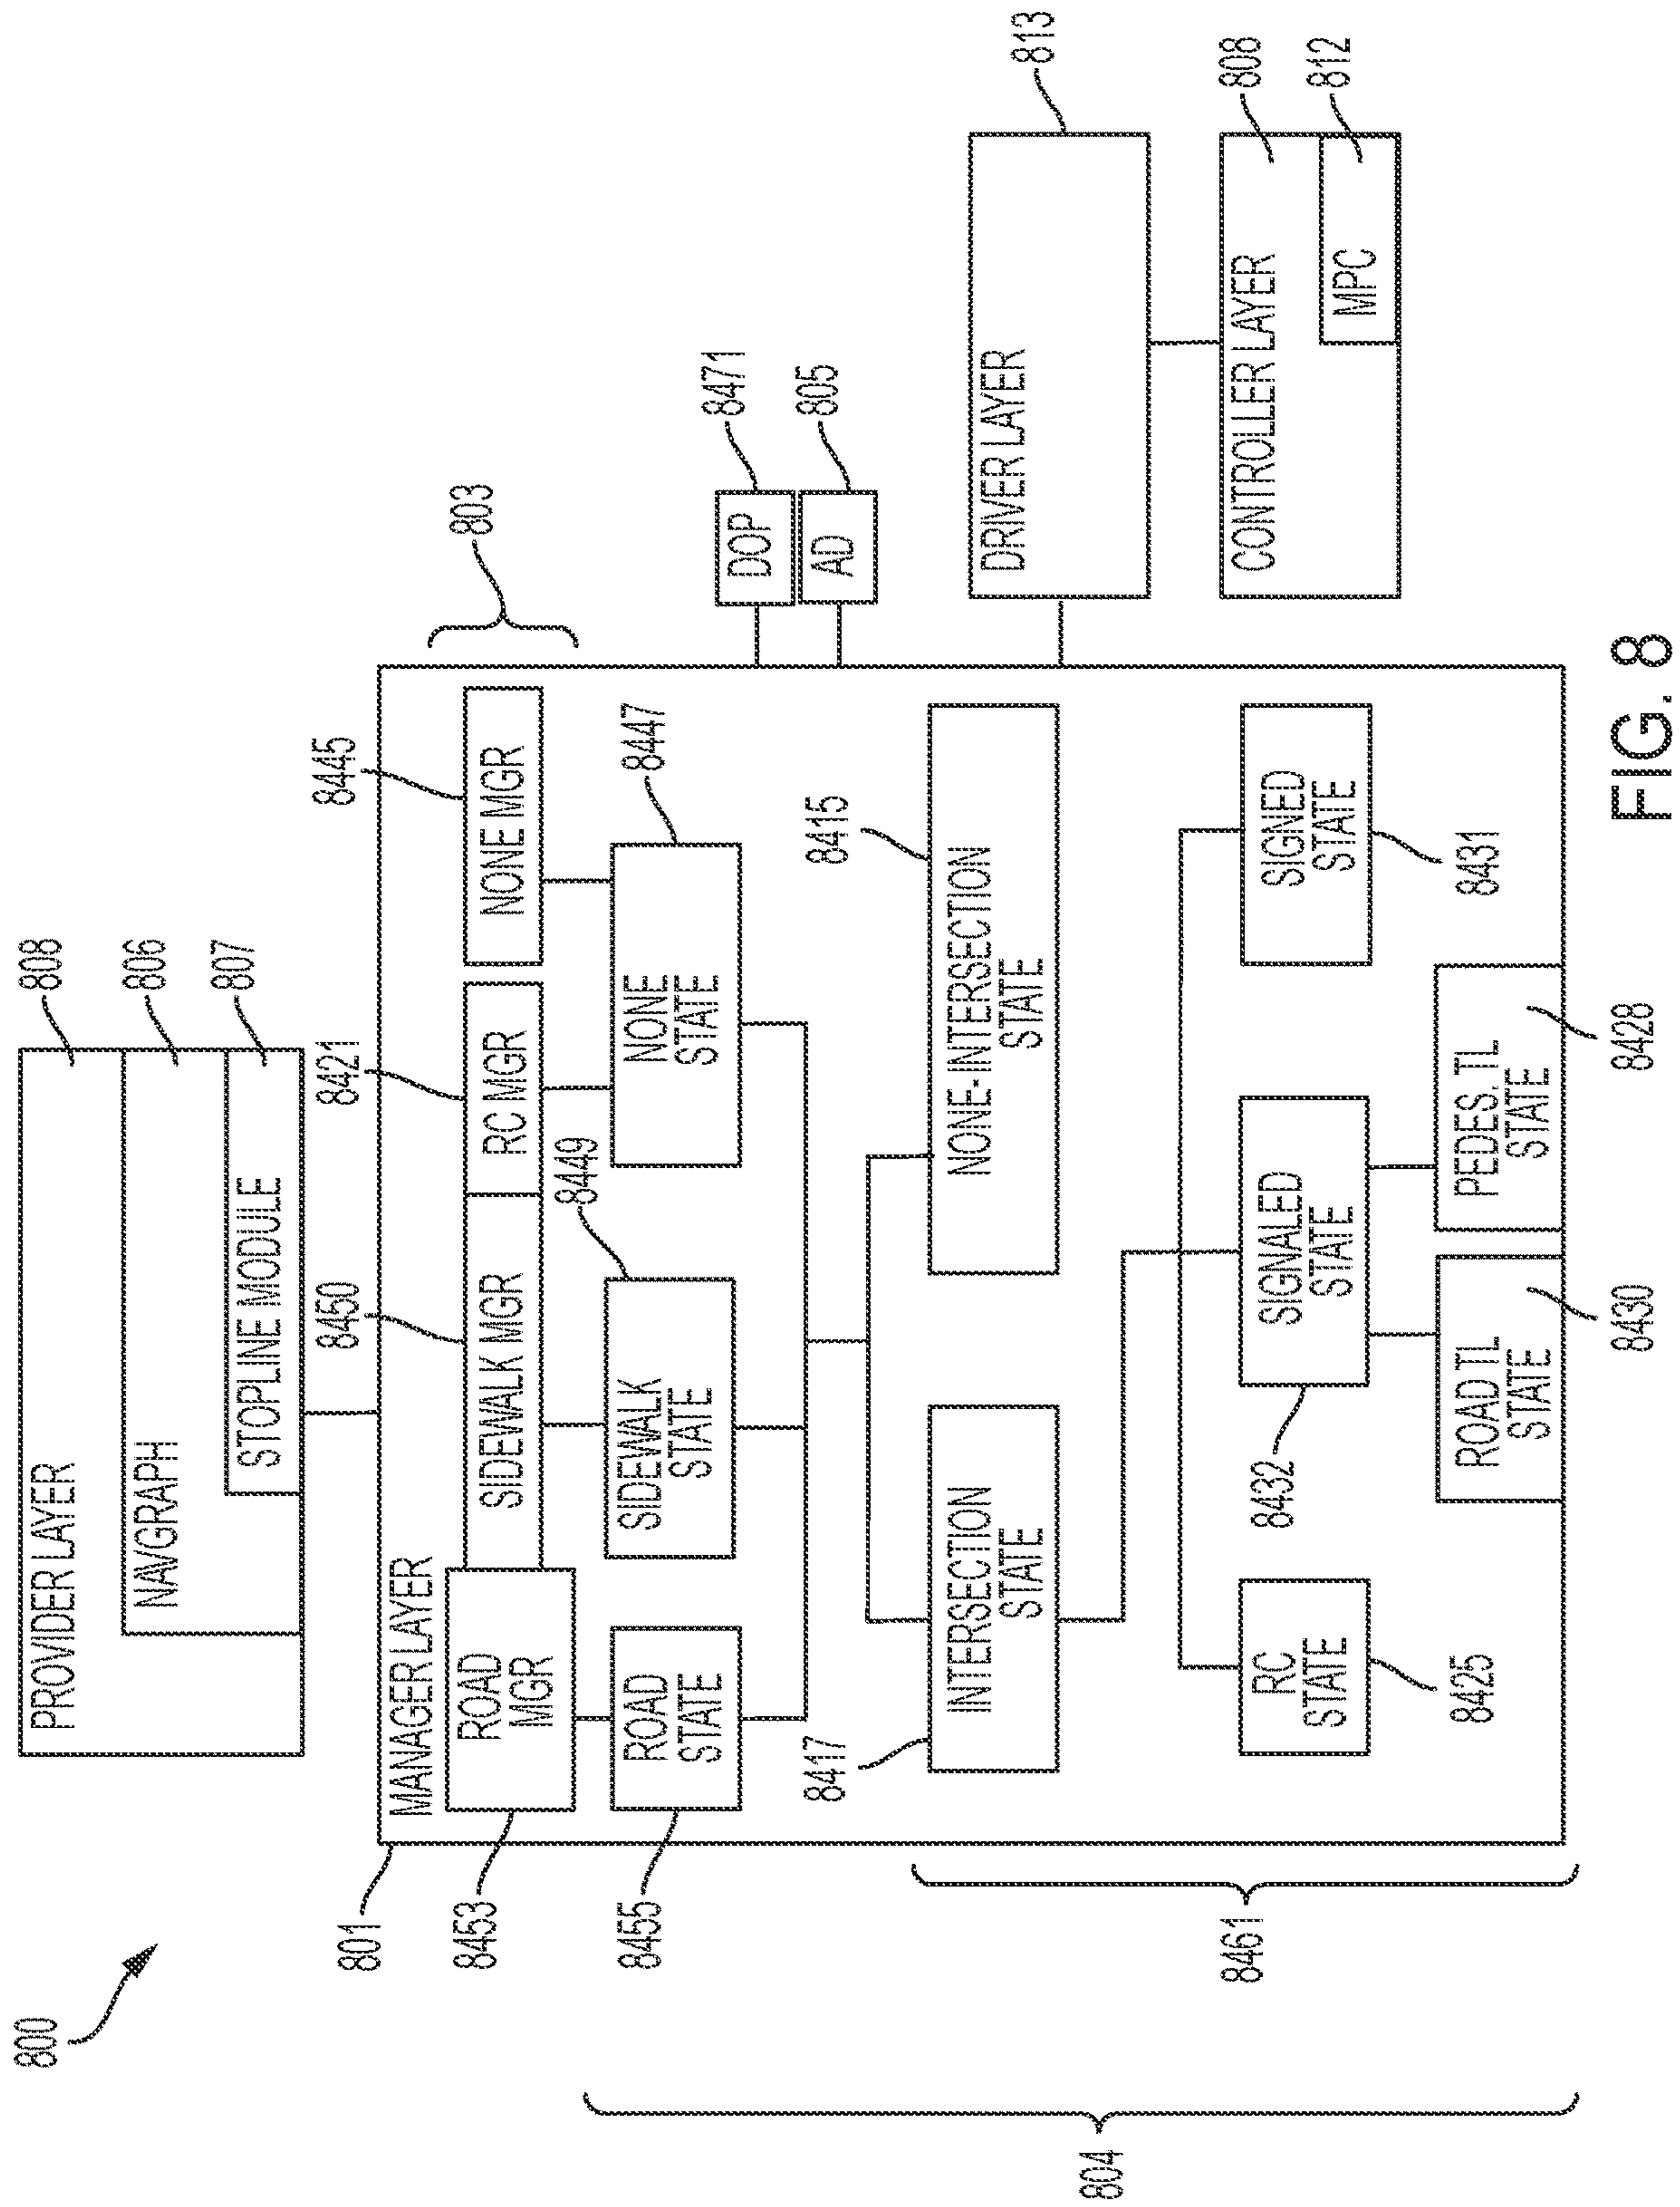 800
PROVIDER LAYER
808
NAVGRAPH
806
STOPLINE MODULE
807
801
MANAGER LAYER
8453
ROAD
MGR
8450
SIDEWALK MGR
8421
RC MGR
8445
NONE MGR
803
8455
ROAD
STATE
SIDEWALK
STATE
8449
NONE
STATE
8447
DOP
8471
AD
805
8417
INTERSECTION
STATE
NONE-INTERSECTION
STATE
8415
DRIVER LAYER
813
CONTROLLER LAYER
808
MPC
812
804
8461
RC
STATE
8425
8432
SIGNALED
STATE
SIGNED
STATE
8431
ROAD TL
STATE
8430
PEDES. TL
STATE
8428
FIG. 8